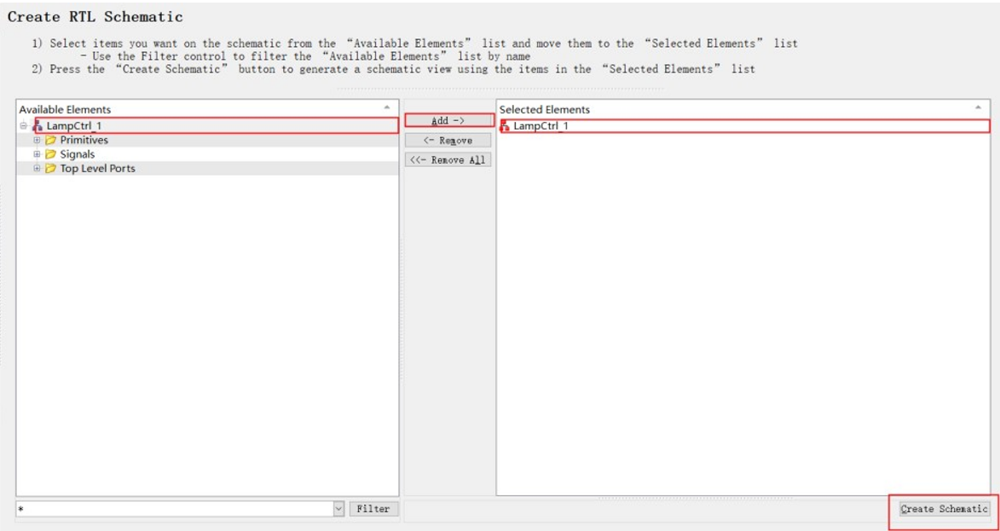 Create RTL Schematic
1) Select items you want on the schematic from the “Available Elements” list and move them to the “Selected Elements” list
- Use the Filter control to filter the “Available Elements” list by name
2) Press the “Create Schematic” button to generate a schematic view using the items in the “Selected Elements” list
Available Elements
LampCtrl_1
Primitives
Signals
Top Level Ports
Add ->
<- Remove
<<- Remove All
Selected Elements
LampCtrl_1
*
Filter
Create Schematic